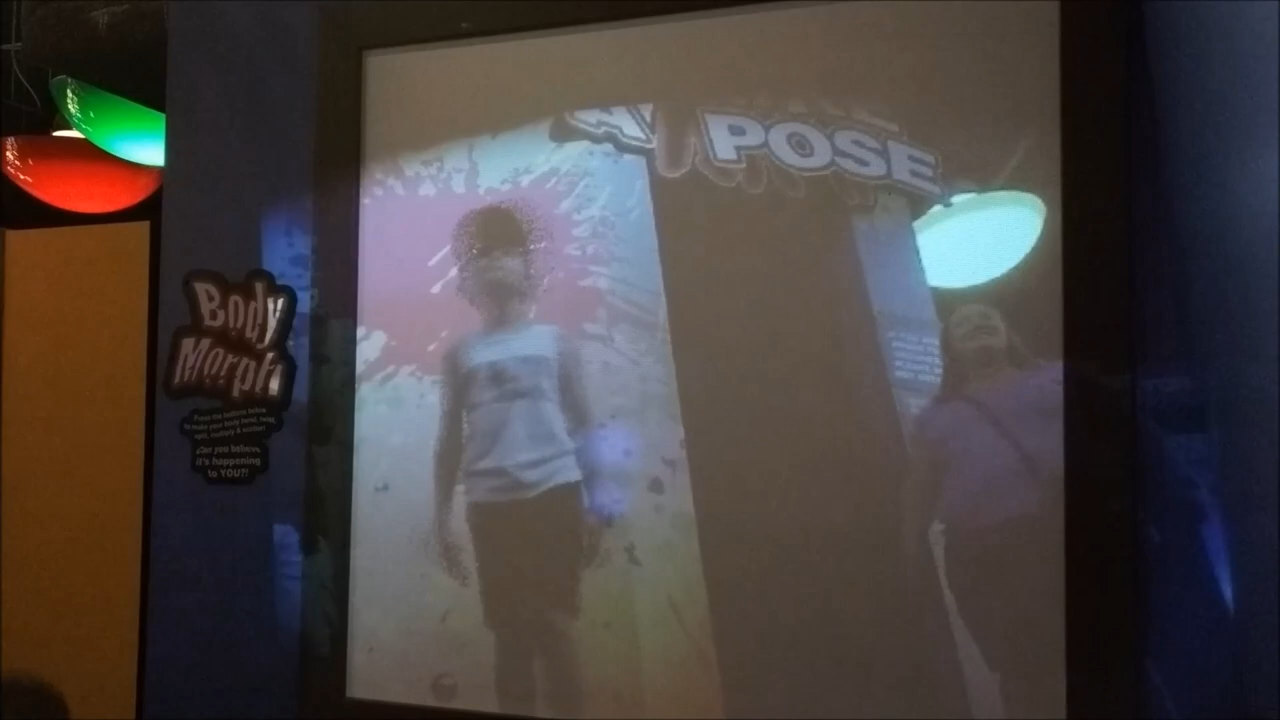 Body
Morph
Press the buttons below
to make your body bend, twist,
split, multiply & scatter!
Can you believe
it's happening
to YOU?!
A
POSE